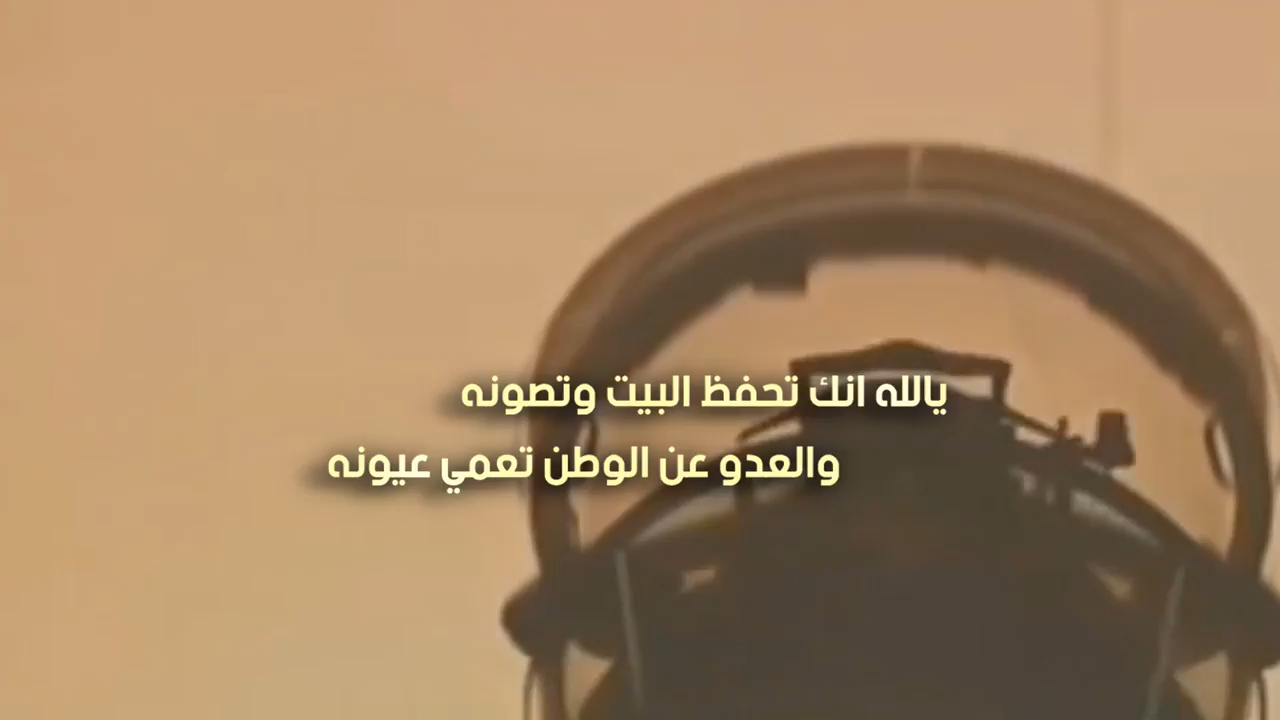 يالله انك تحفظ البيت وتصونه
والعدو عن الوطن تعمي عيونه